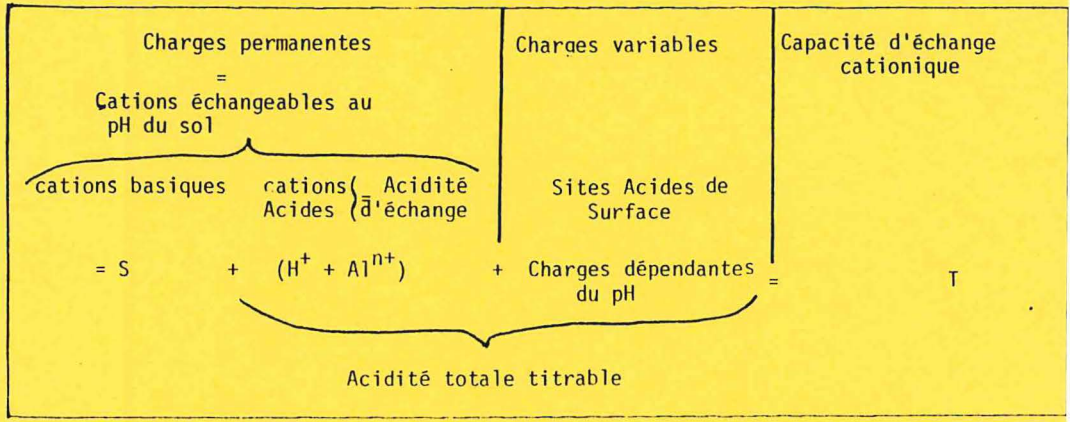 Charges permanentes
=
Cations échangeables au
pH du sol
Charges variables
Capacité d'échange
cationique
cations basiques cations Acidité
Acides = d'échange
Sites Acides de
Surface
= S + (H+ + Aln+) + Charges dépendantes
du pH
= T
Acidité totale titrable